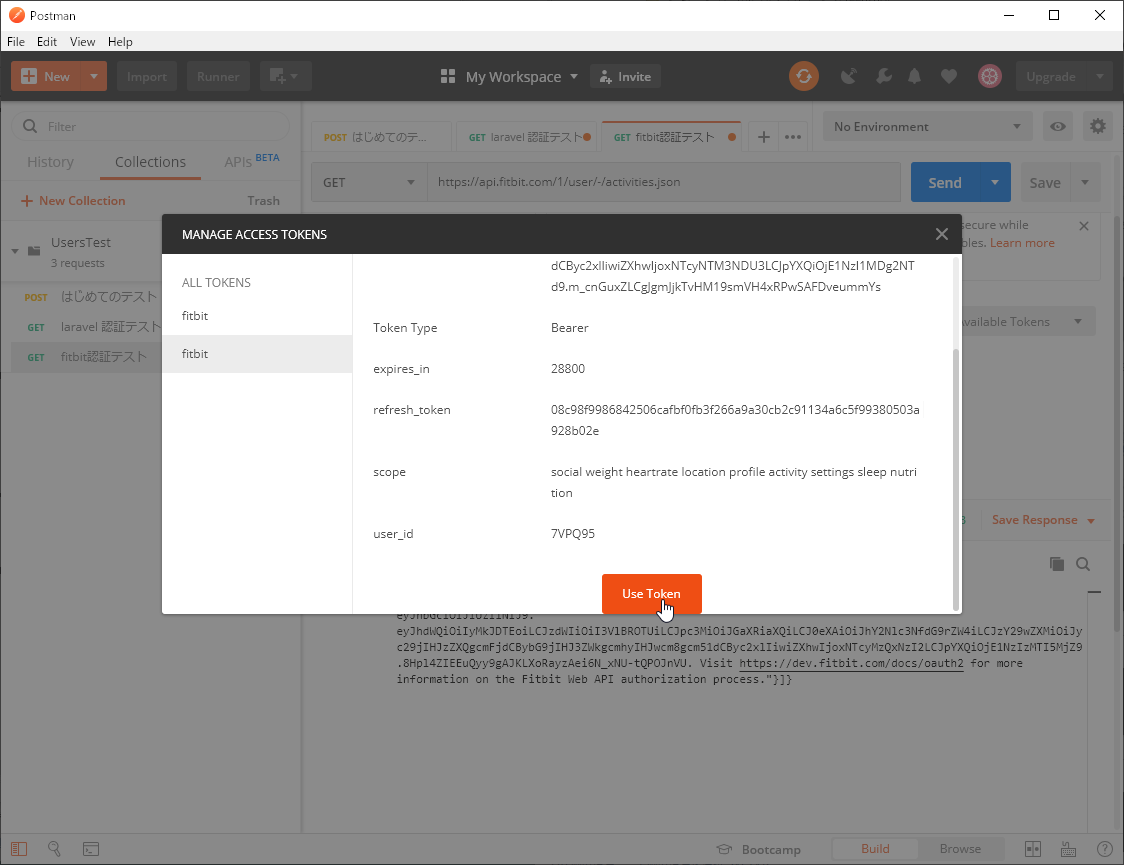 Postman
File Edit View Help
New Import Runner My Workspace Invite Upgrade
Filter
History Collections APIs BETA
New Collection Trash
UsersTest
3 requests
POST はじめてのテスト
GET laravel 認証テスト
GET fitbit認証テスト
POST はじめてのテ...
GET laravel 認証テスト
GET fitbit認証テスト
No Environment
GET https://api.fitbit.com/1/user/-/activities.json Send Save
secure while
bles. Learn more
vailable Tokens
MANAGE ACCESS TOKENS
ALL TOKENS
fitbit
fitbit
Token Type Bearer
expires_in 28800
refresh_token 08c98f9986842506cafbf0fb3f266a9a30cb2c91134a6c5f99380503a
928b02e
scope social weight heartrate location profile activity settings sleep nutri
tion
user_id 7VPQ95
Use Token
Save Response
.8Hpl4ZIEEuQyy9gAJKLXoRayzAei6N_xNU-tQPOJnVU. Visit https://dev.fitbit.com/docs/oauth2 for more
information on the Fitbit Web API authorization process."}]}
Bootcamp Build Browse